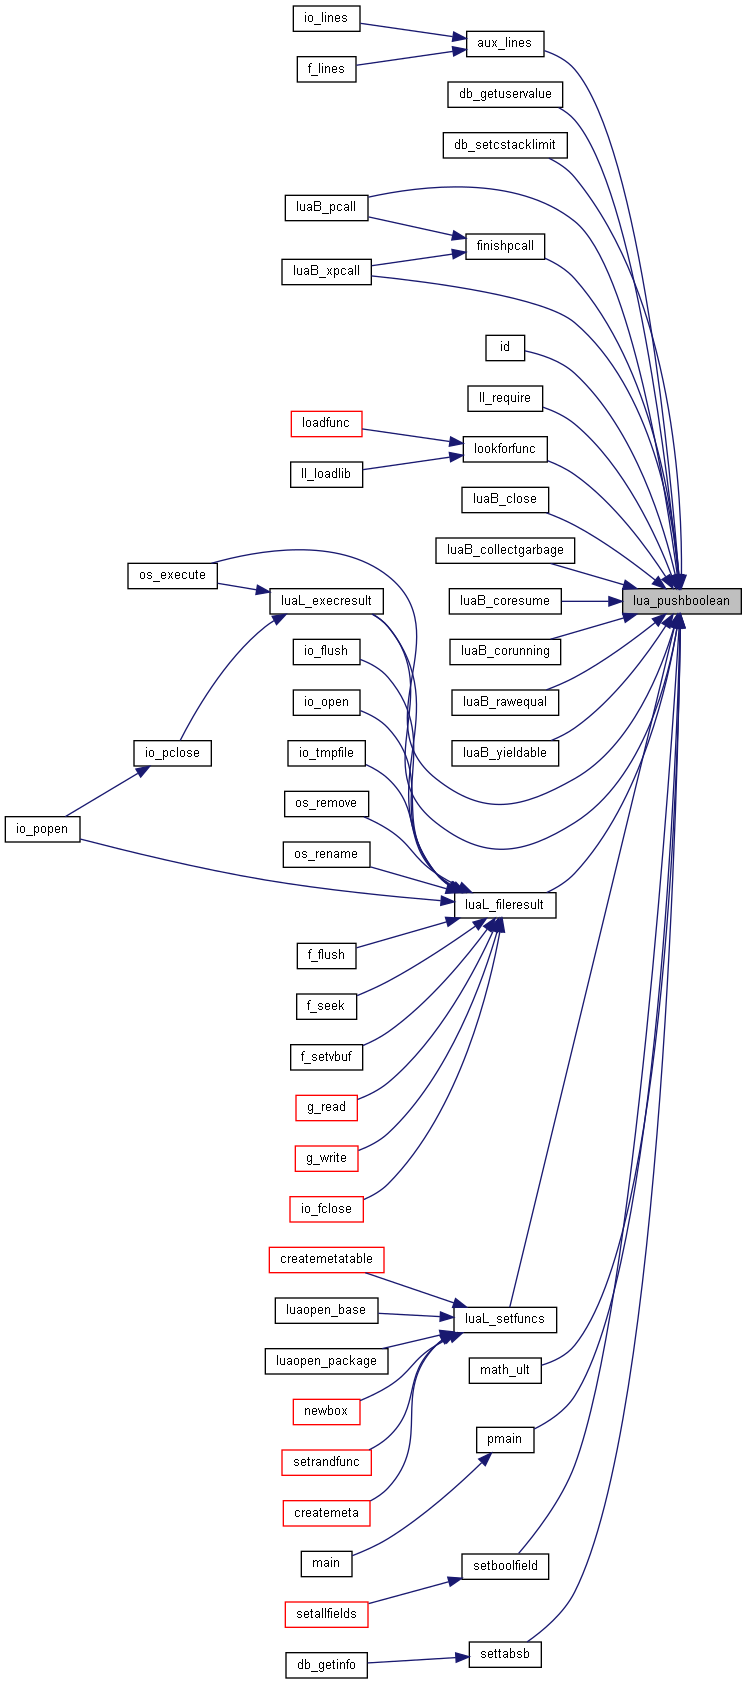 io_lines
aux_lines
f_lines
db_getuservalue
db_setcstacklimit
luaB_pcall
finishpcall
luaB_xpcall
id
ll_require
loadfunc
lookforfunc
ll_loadlib
luaB_close
luaB_collectgarbage
os_execute
luaL_execresult
luaB_coresume
lua_pushboolean
io_flush
luaB_corunning
io_open
luaB_rawequal
io_pclose
io_tmpfile
luaB_yieldable
os_remove
io_popen
os_rename
luaL_fileresult
f_flush
f_seek
f_setvbuf
g_read
g_write
io_fclose
createmetatable
luaopen_base
luaL_setfuncs
luaopen_package
math_ult
newbox
pmain
setrandfunc
createmeta
main
setboolfield
setallfields
settabsb
db_getinfo